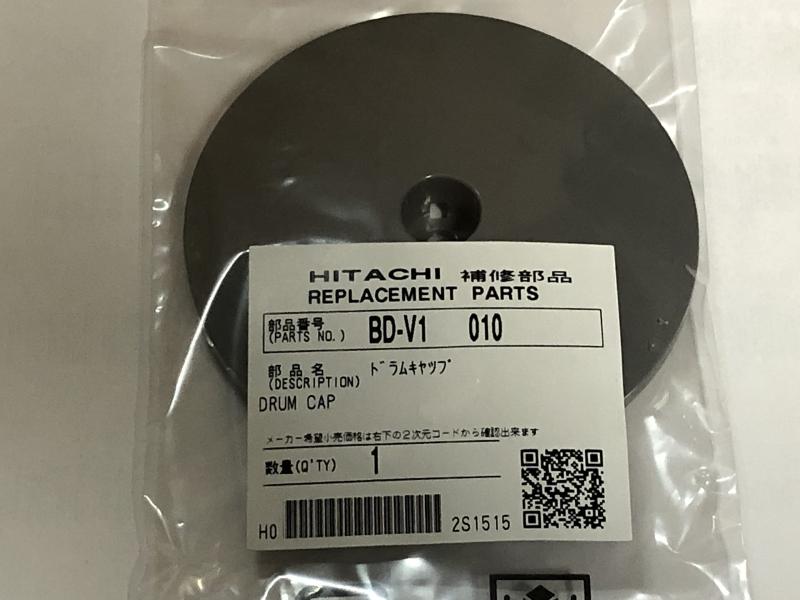 HITACHI 補修部品
REPLACEMENT PARTS
部品番号
(PARTS NO.) BD-V1 010
部品名 ドラムキヤツプ
(DESCRIPTION)
DRUM CAP
メーカー希望小売価格は右下の2次元コードから確認出来ます
数量(Q'TY) 1
H0 2S1515